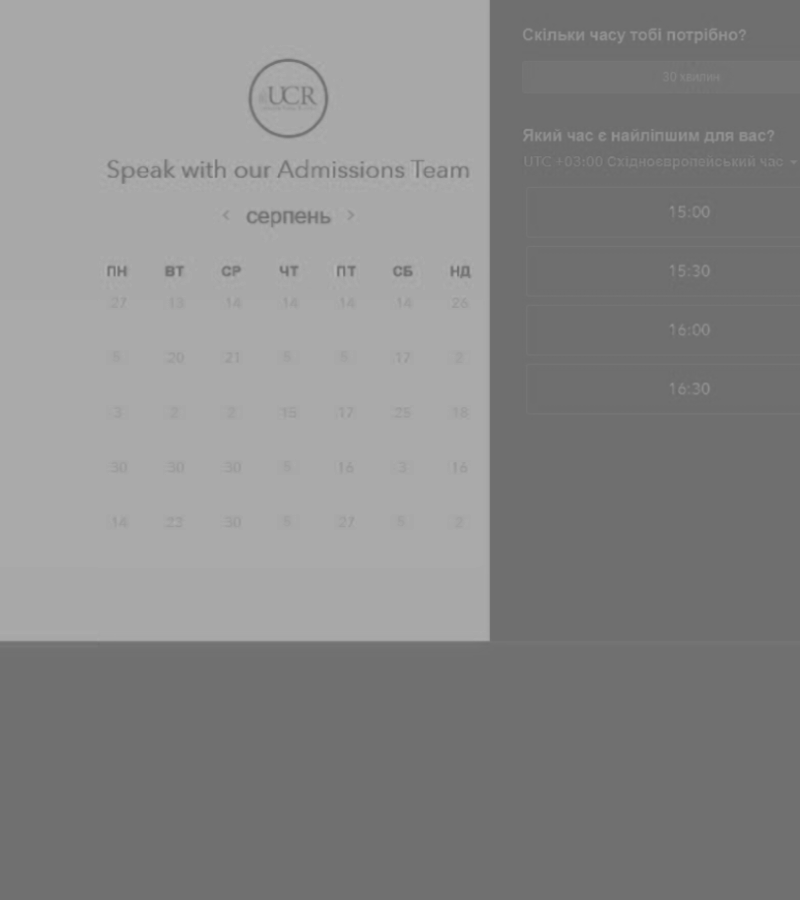 UCR
Speak with our Admissions Team
< серпень >
ПН ВТ СР ЧТ ПТ СБ НД
27 13 14 14 14 14 26
5 20 21 5 5 17 2
3 2 2 15 17 25 18
30 30 30 5 16 3 16
14 23 30 5 27 5 2
Скільки часу тобі потрібно?
30 хвилин
Який час є найліпшим для вас?
UTC +03:00 Східноєвропейський час
15:00
15:30
16:00
16:30